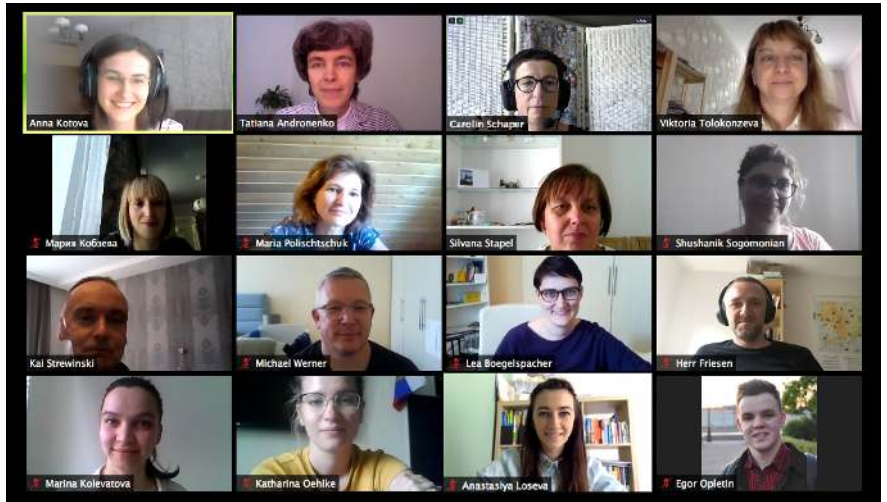 Anna Kotova
Tatiana Andronenko
Carolin Schaper
Viktoria Tolokonzeva
Мария Кобзева
Maria Polischtschuk
Silvana Stapel
Shushanik Sogomonian
Kai Strewinski
Michael Werner
Lea Boegelspacher
Herr Friesen
Marina Kolevatova
Katharina Oehlke
Anastasiya Loseva
Egor Opletin